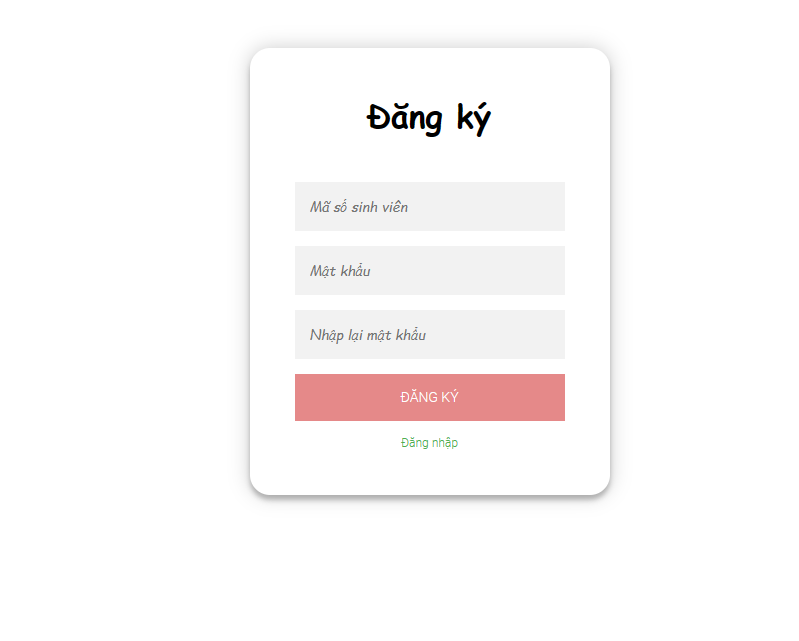 Đăng ký
Mã số sinh viên
Mật khẩu
Nhập lại mật khẩu
ĐĂNG KÝ
Đăng nhập